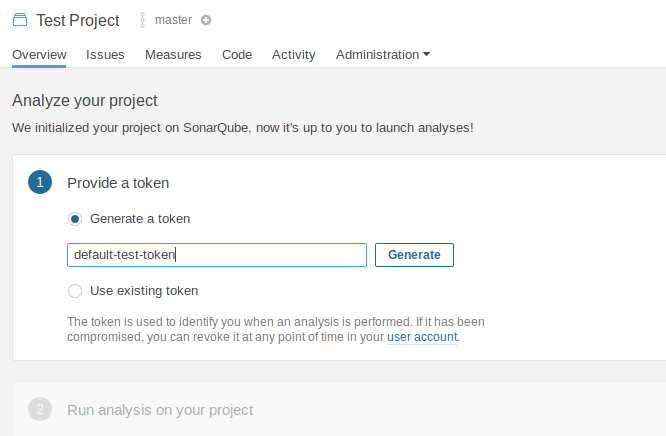 Test Project master
Overview Issues Measures Code Activity Administration
Analyze your project
We initialized your project on SonarQube, now it's up to you to launch analyses!
1 Provide a token
Generate a token
default-test-token Generate
Use existing token
The token is used to identify you when an analysis is performed. If it has been
compromised, you can revoke it at any point of time in your user account.
2 Run analysis on your project